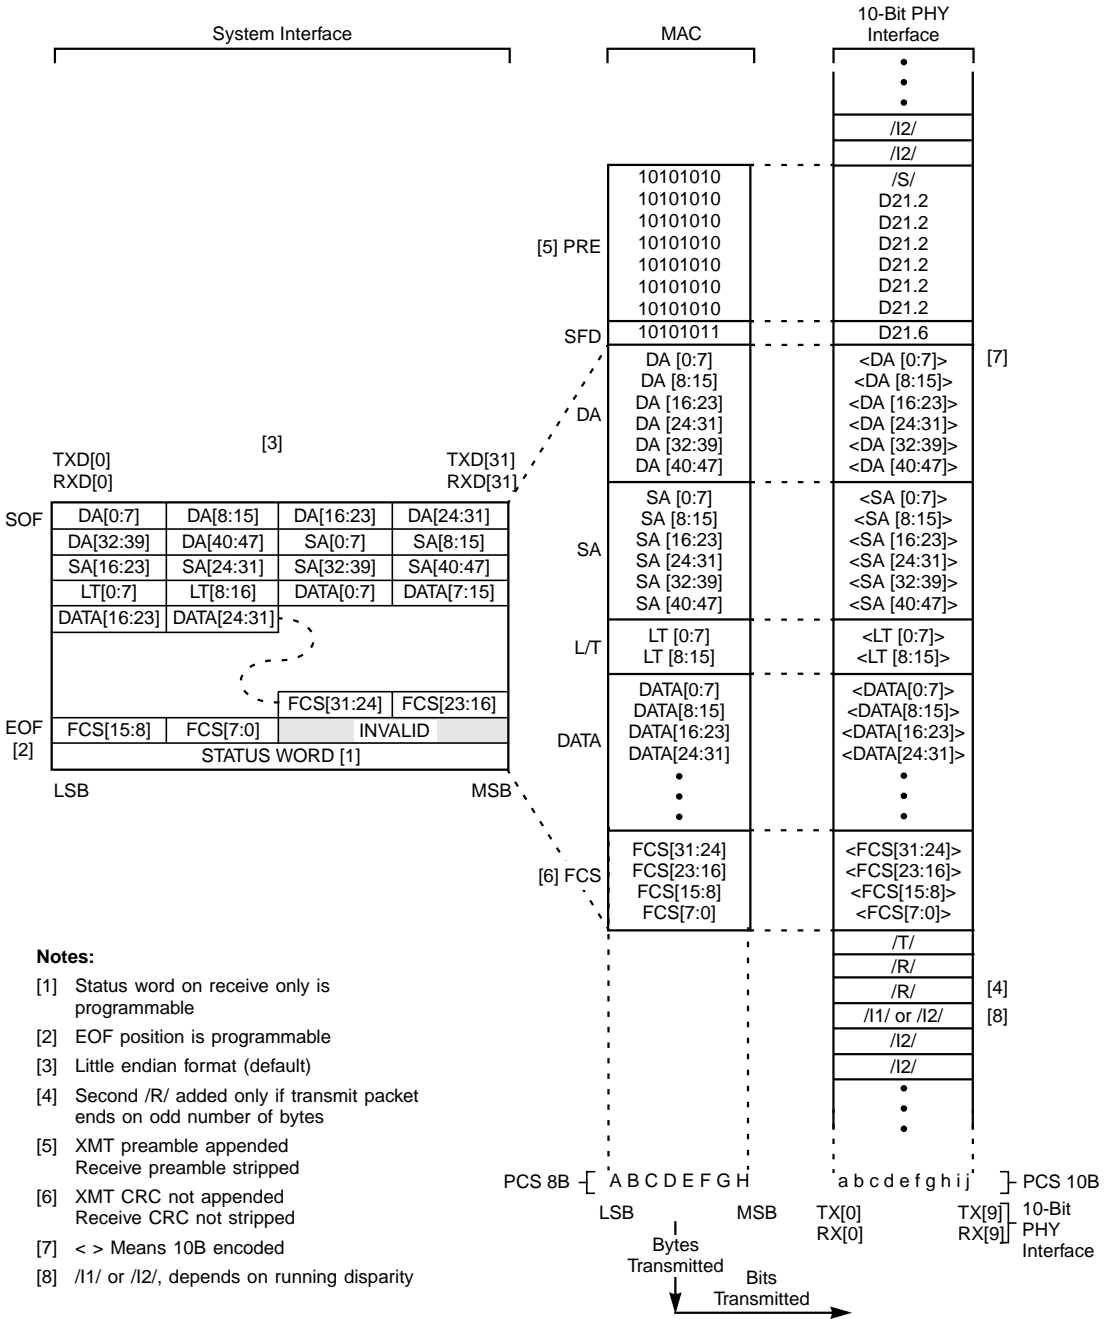 System Interface
MAC
10-Bit PHY
Interface
/I2/
/I2/
[5] PRE
10101010
10101010
10101010
10101010
10101010
10101010
10101010
/S/
D21.2
D21.2
D21.2
D21.2
D21.2
D21.2
SFD
10101011
D21.6
DA
DA [0:7]
DA [8:15]
DA [16:23]
DA [24:31]
DA [32:39]
DA [40:47]
<DA [0:7]>
<DA [8:15]>
<DA [16:23]>
<DA [24:31]>
<DA [32:39]>
<DA [40:47]>
[7]
SA
SA [0:7]
SA [8:15]
SA [16:23]
SA [24:31]
SA [32:39]
SA [40:47]
<SA [0:7]>
<SA [8:15]>
<SA [16:23]>
<SA [24:31]>
<SA [32:39]>
<SA [40:47]>
L/T
LT [0:7]
LT [8:15]
<LT [0:7]>
<LT [8:15]>
DATA
DATA[0:7]
DATA[8:15]
DATA[16:23]
DATA[24:31]
<DATA[0:7]>
<DATA[8:15]>
<DATA[16:23]>
<DATA[24:31]>
[6] FCS
FCS[31:24]
FCS[23:16]
FCS[15:8]
FCS[7:0]
<FCS[31:24]>
<FCS[23:16]>
<FCS[15:8]>
<FCS[7:0]>
/T/
/R/
/R/ [4]
/I1/ or /I2/ [8]
/I2/
/I2/
[3]
TXD[0] TXD[31]
RXD[0] RXD[31]
SOF DA[0:7] DA[8:15] DA[16:23] DA[24:31]
DA[32:39] DA[40:47] SA[0:7] SA[8:15]
SA[16:23] SA[24:31] SA[32:39] SA[40:47]
LT[0:7] LT[8:16] DATA[0:7] DATA[7:15]
DATA[16:23] DATA[24:31]
FCS[31:24] FCS[23:16]
EOF FCS[15:8] FCS[7:0] INVALID
[2] STATUS WORD [1]
LSB MSB
Notes:
[1] Status word on receive only is
programmable
[2] EOF position is programmable
[3] Little endian format (default)
[4] Second /R/ added only if transmit packet
ends on odd number of bytes
[5] XMT preamble appended
Receive preamble stripped
[6] XMT CRC not appended
Receive CRC not stripped
[7] < > Means 10B encoded
[8] /I1/ or /I2/, depends on running disparity
PCS 8B A B C D E F G H
LSB MSB
a b c d e f g h i j PCS 10B
TX[0] TX[9]
RX[0] RX[9]
10-Bit
PHY
Interface
Bytes
Transmitted
Bits
Transmitted